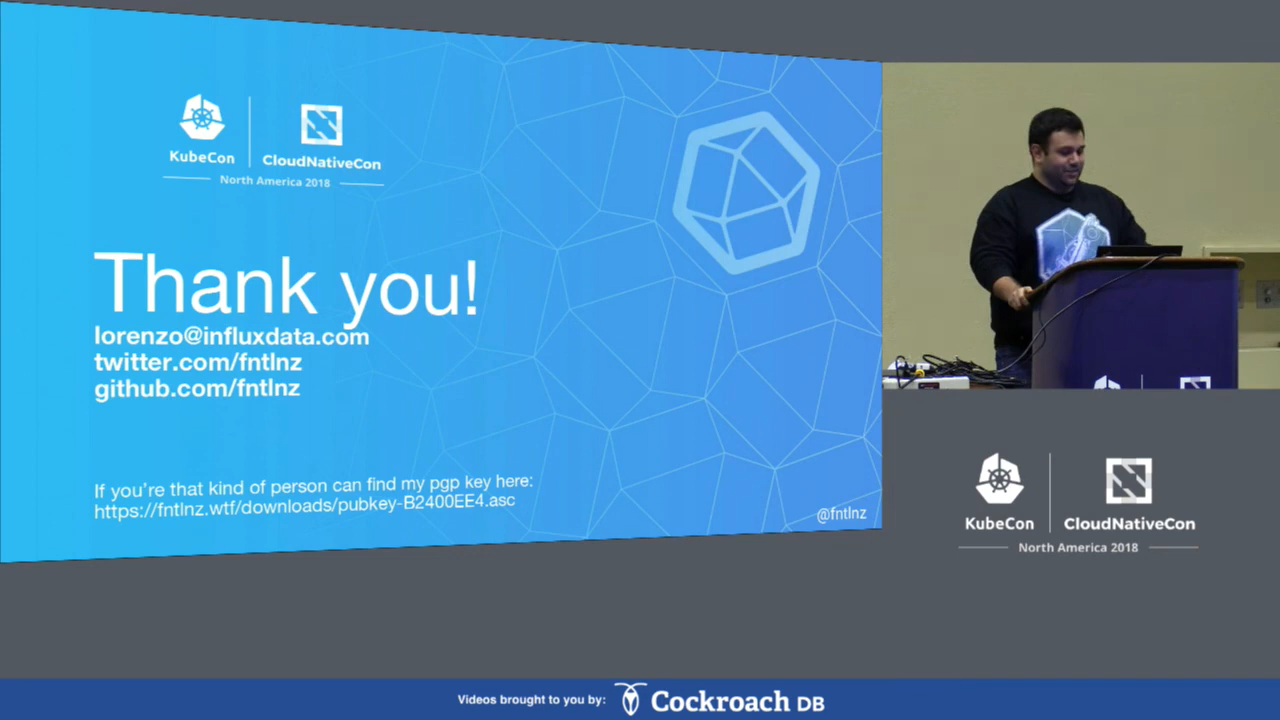 KubeCon
CloudNativeCon
North America 2018
Thank you!
lorenzo@influxdata.com
twitter.com/fntlnz
github.com/fntlnz
If you're that kind of person can find my pgp key here:
https://fntlnz.wtf/downloads/pubkey-B2400EE4.asc
@fntlnz
KubeCon
CloudNativeCon
North America 2018
Videos brought to you by:
Cockroach DB